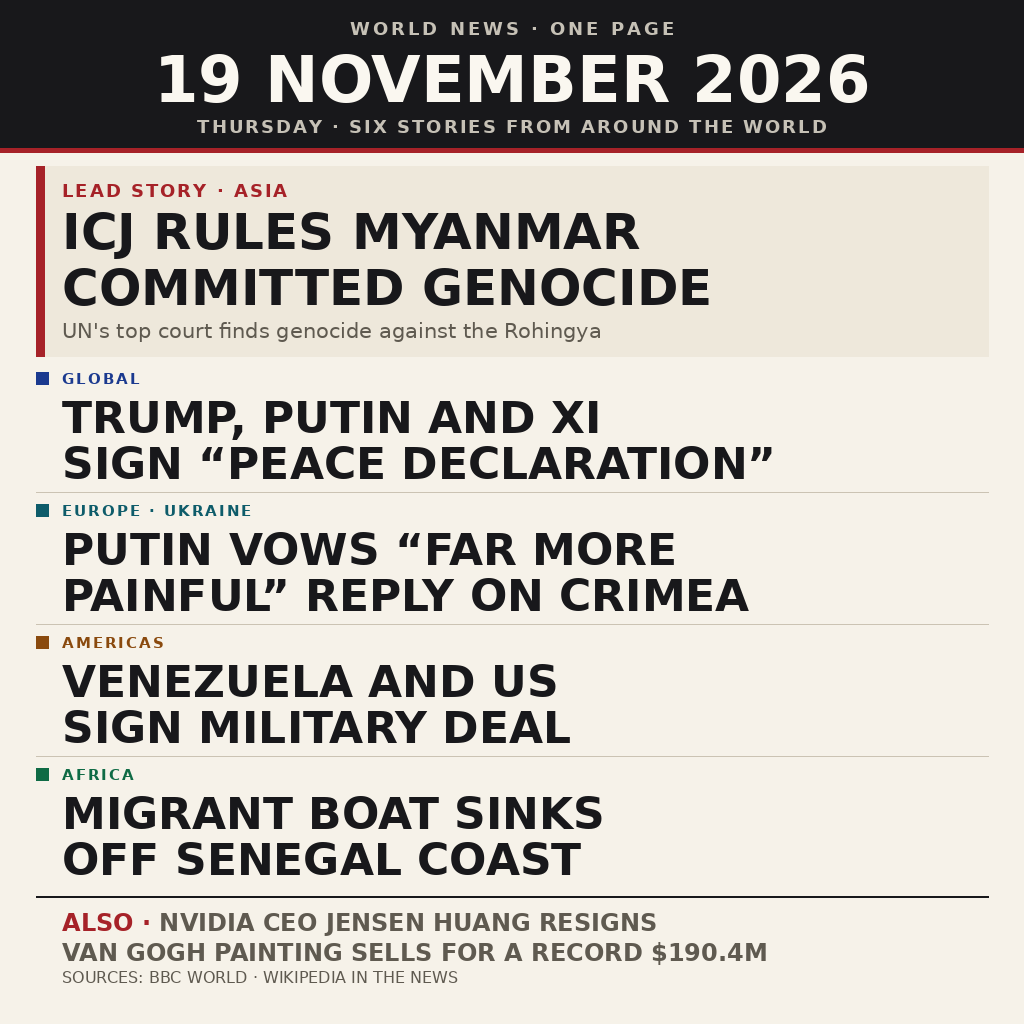 WORLD NEWS · ONE PAGE
19 NOVEMBER 2026
THURSDAY · SIX STORIES FROM AROUND THE WORLD
LEAD STORY · ASIA
ICJ RULES MYANMAR
COMMITTED GENOCIDE
UN's top court finds genocide against the Rohingya
GLOBAL
TRUMP, PUTIN AND XI
SIGN “PEACE DECLARATION”
EUROPE · UKRAINE
PUTIN VOWS “FAR MORE
PAINFUL” REPLY ON CRIMEA
AMERICAS
VENEZUELA AND US
SIGN MILITARY DEAL
AFRICA
MIGRANT BOAT SINKS
OFF SENEGAL COAST
ALSO · NVIDIA CEO JENSEN HUANG RESIGNS
VAN GOGH PAINTING SELLS FOR A RECORD $190.4M
SOURCES: BBC WORLD · WIKIPEDIA IN THE NEWS